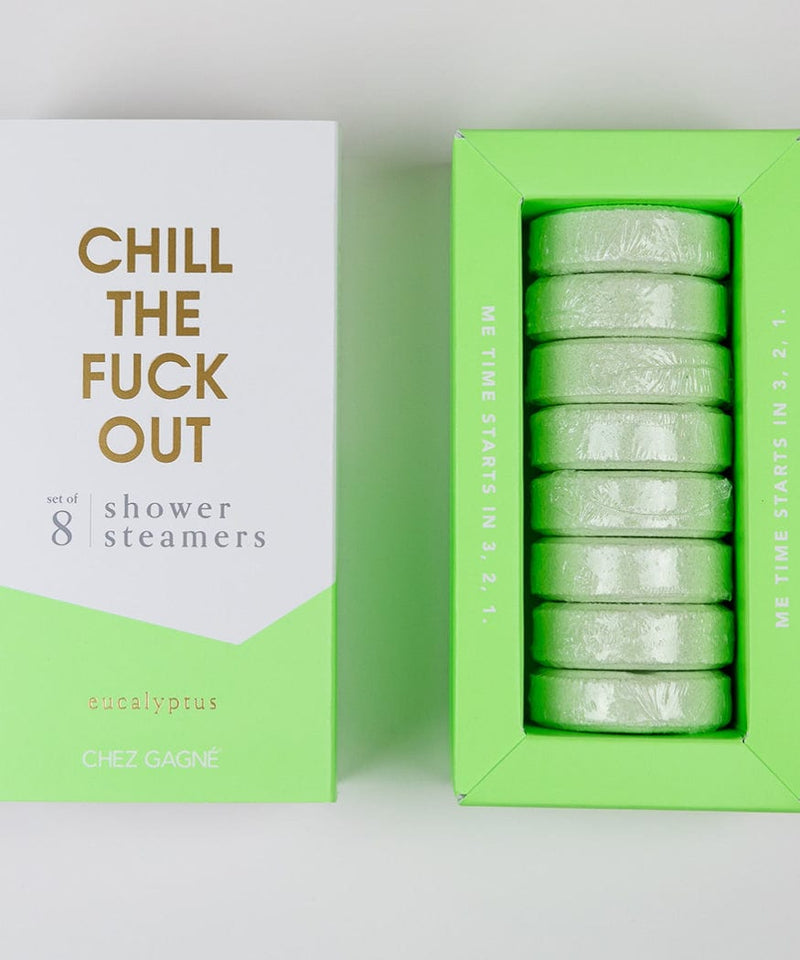 CHILL
THE
FUCK
OUT
set of
8
shower
steamers
eucalyptus
CHEZ GAGNÉ
ME TIME STARTS IN 3, 2, 1.
ME TIME STARTS IN 3, 2, 1.